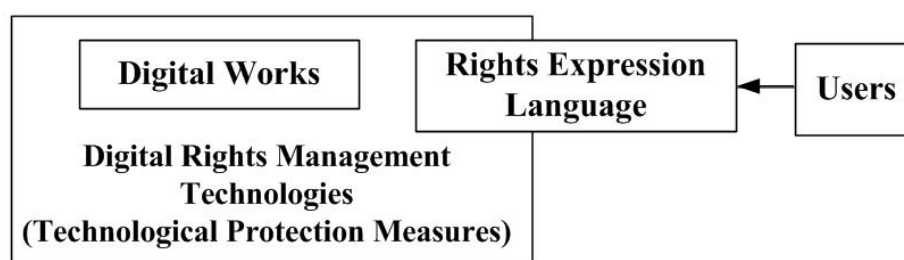 Digital Works
Rights Expression
Language
Users
Digital Rights Management
Technologies
(Technological Protection Measures)